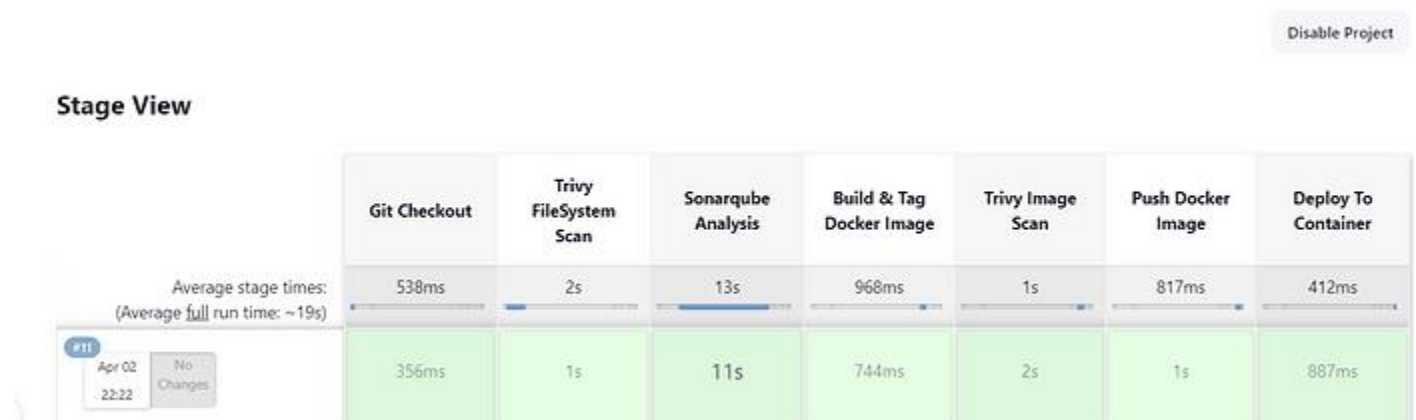 Disable Project
Stage View
Git Checkout
Trivy
FileSystem
Scan
Sonarqube
Analysis
Build & Tag
Docker Image
Trivy Image
Scan
Push Docker
Image
Deploy To
Container
Average stage times:
(Average full run time: ~19s)
538ms 2s 13s 968ms 1s 817ms 412ms
#11
Apr 02
22:22
No
Changes
356ms 1s 11s 744ms 2s 1s 887ms